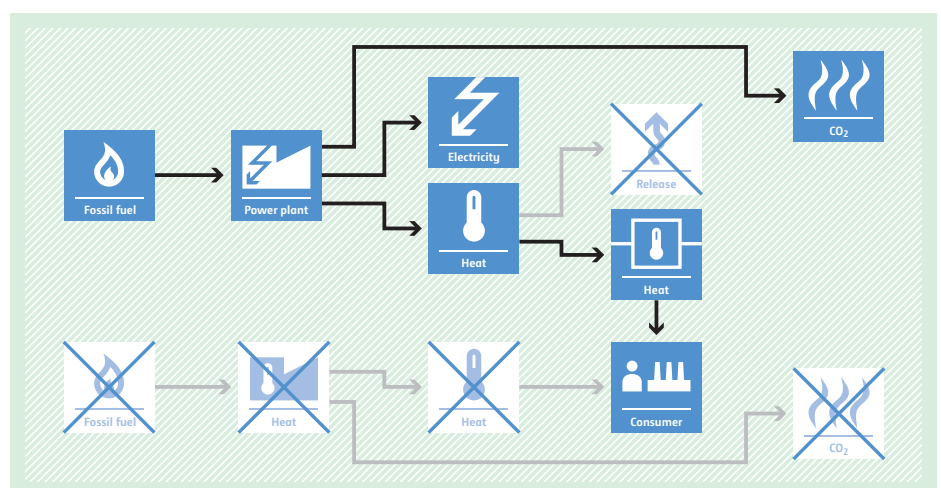 CO₂
Electricity
Release
Fossil fuel
Power plant
Heat
Heat
Fossil fuel
Heat
Heat
Consumer
CO₂